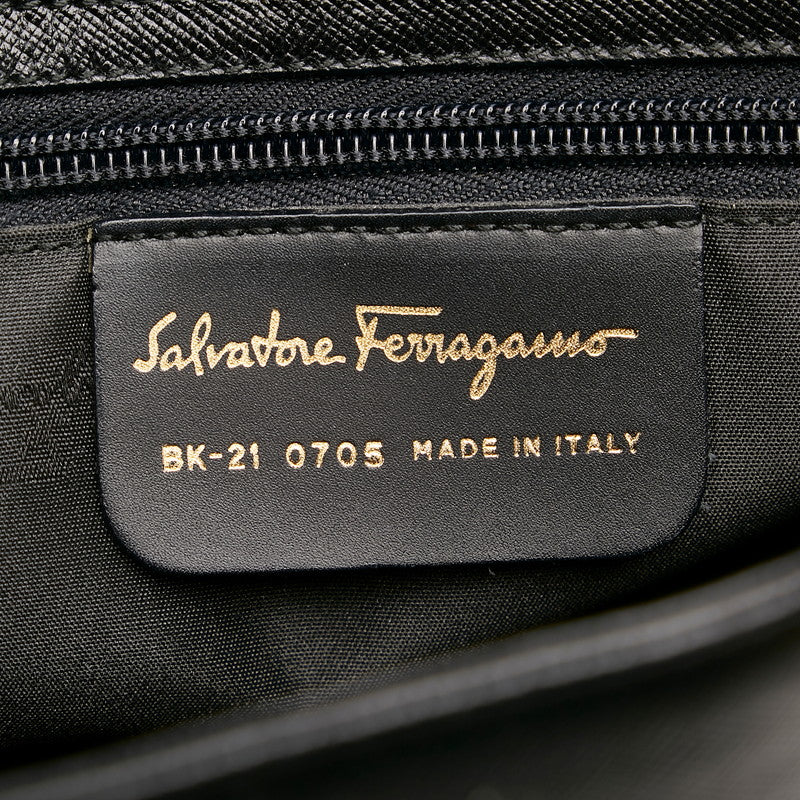 Salvatore Ferragamo
BK-21 0705 MADE IN ITALY